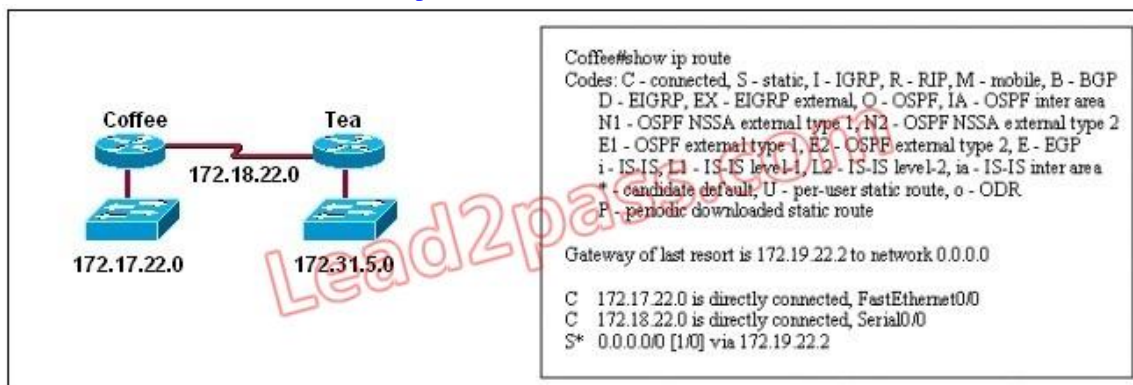 Coffee
Tea
172.18.22.0
172.17.22.0
172.31.5.0
Coffee#show ip route
Codes: C - connected, S - static, I - IGRP, R - RIP, M - mobile, B - BGP
D - EIGRP, EX - EIGRP external, O - OSPF, IA - OSPF inter area
N1 - OSPF NSSA external type 1, N2 - OSPF NSSA external type 2
E1 - OSPF external type 1, E2 - OSPF external type 2, E - EGP
i - IS-IS, L1 - IS-IS level-1, L2 - IS-IS level-2, ia - IS-IS inter area
* - candidate default, U - per-user static route, o - ODR
P - periodic downloaded static route
Gateway of last resort is 172.19.22.2 to network 0.0.0.0
C 172.17.22.0 is directly connected, FastEthernet0/0
C 172.18.22.0 is directly connected, Serial0/0
S* 0.0.0.0/0 [1/0] via 172.19.22.2
Lead2pass.com